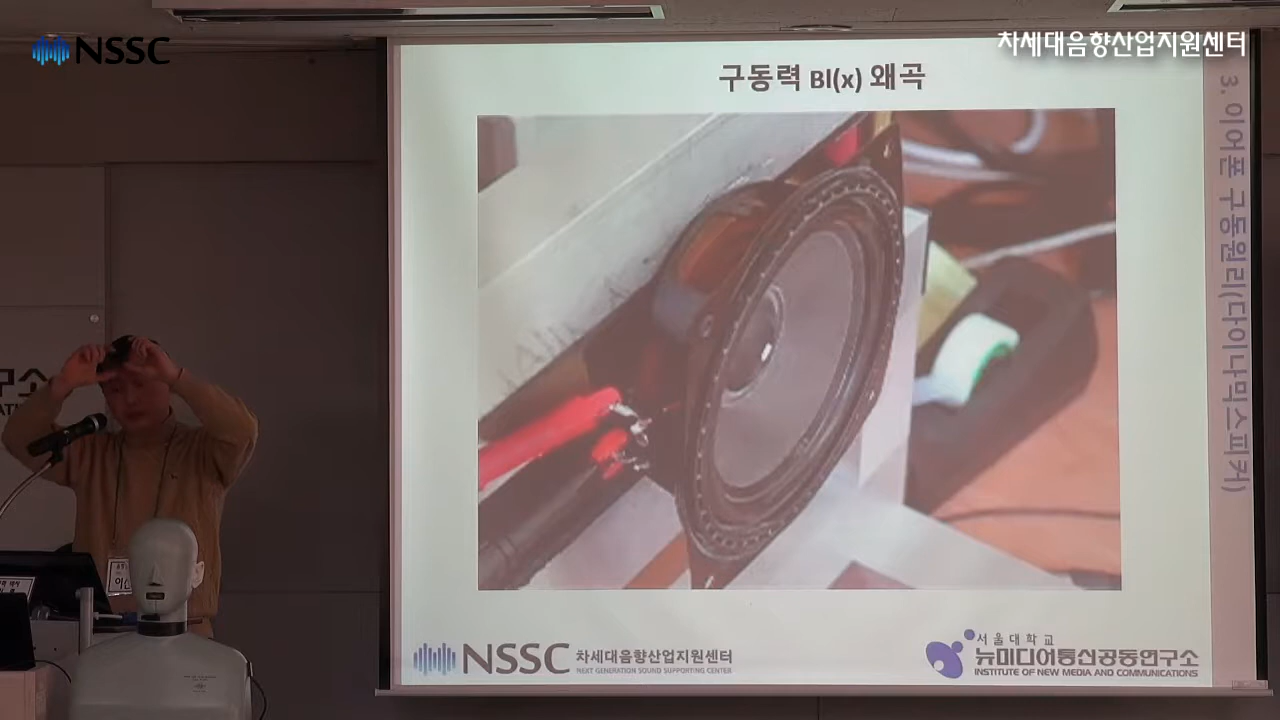 NSSC
차세대음향산업지원센터
구동력 Bl(x) 왜곡
3. 이어폰 구동원리(다이나믹스피커)
NSSC 차세대음향산업지원센터
NEXT GENERATION SOUND SUPPORTING CENTER
서울대학교
뉴미디어통신공동연구소
INSTITUTE OF NEW MEDIA AND COMMUNICATIONS
구소